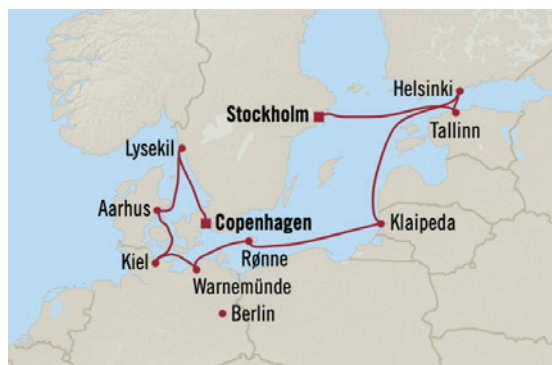 Helsinki
Stockholm
Tallinn
Lysekil
Aarhus
Copenhagen
Klaipeda
Kiel
Rønne
Warnemünde
Berlin